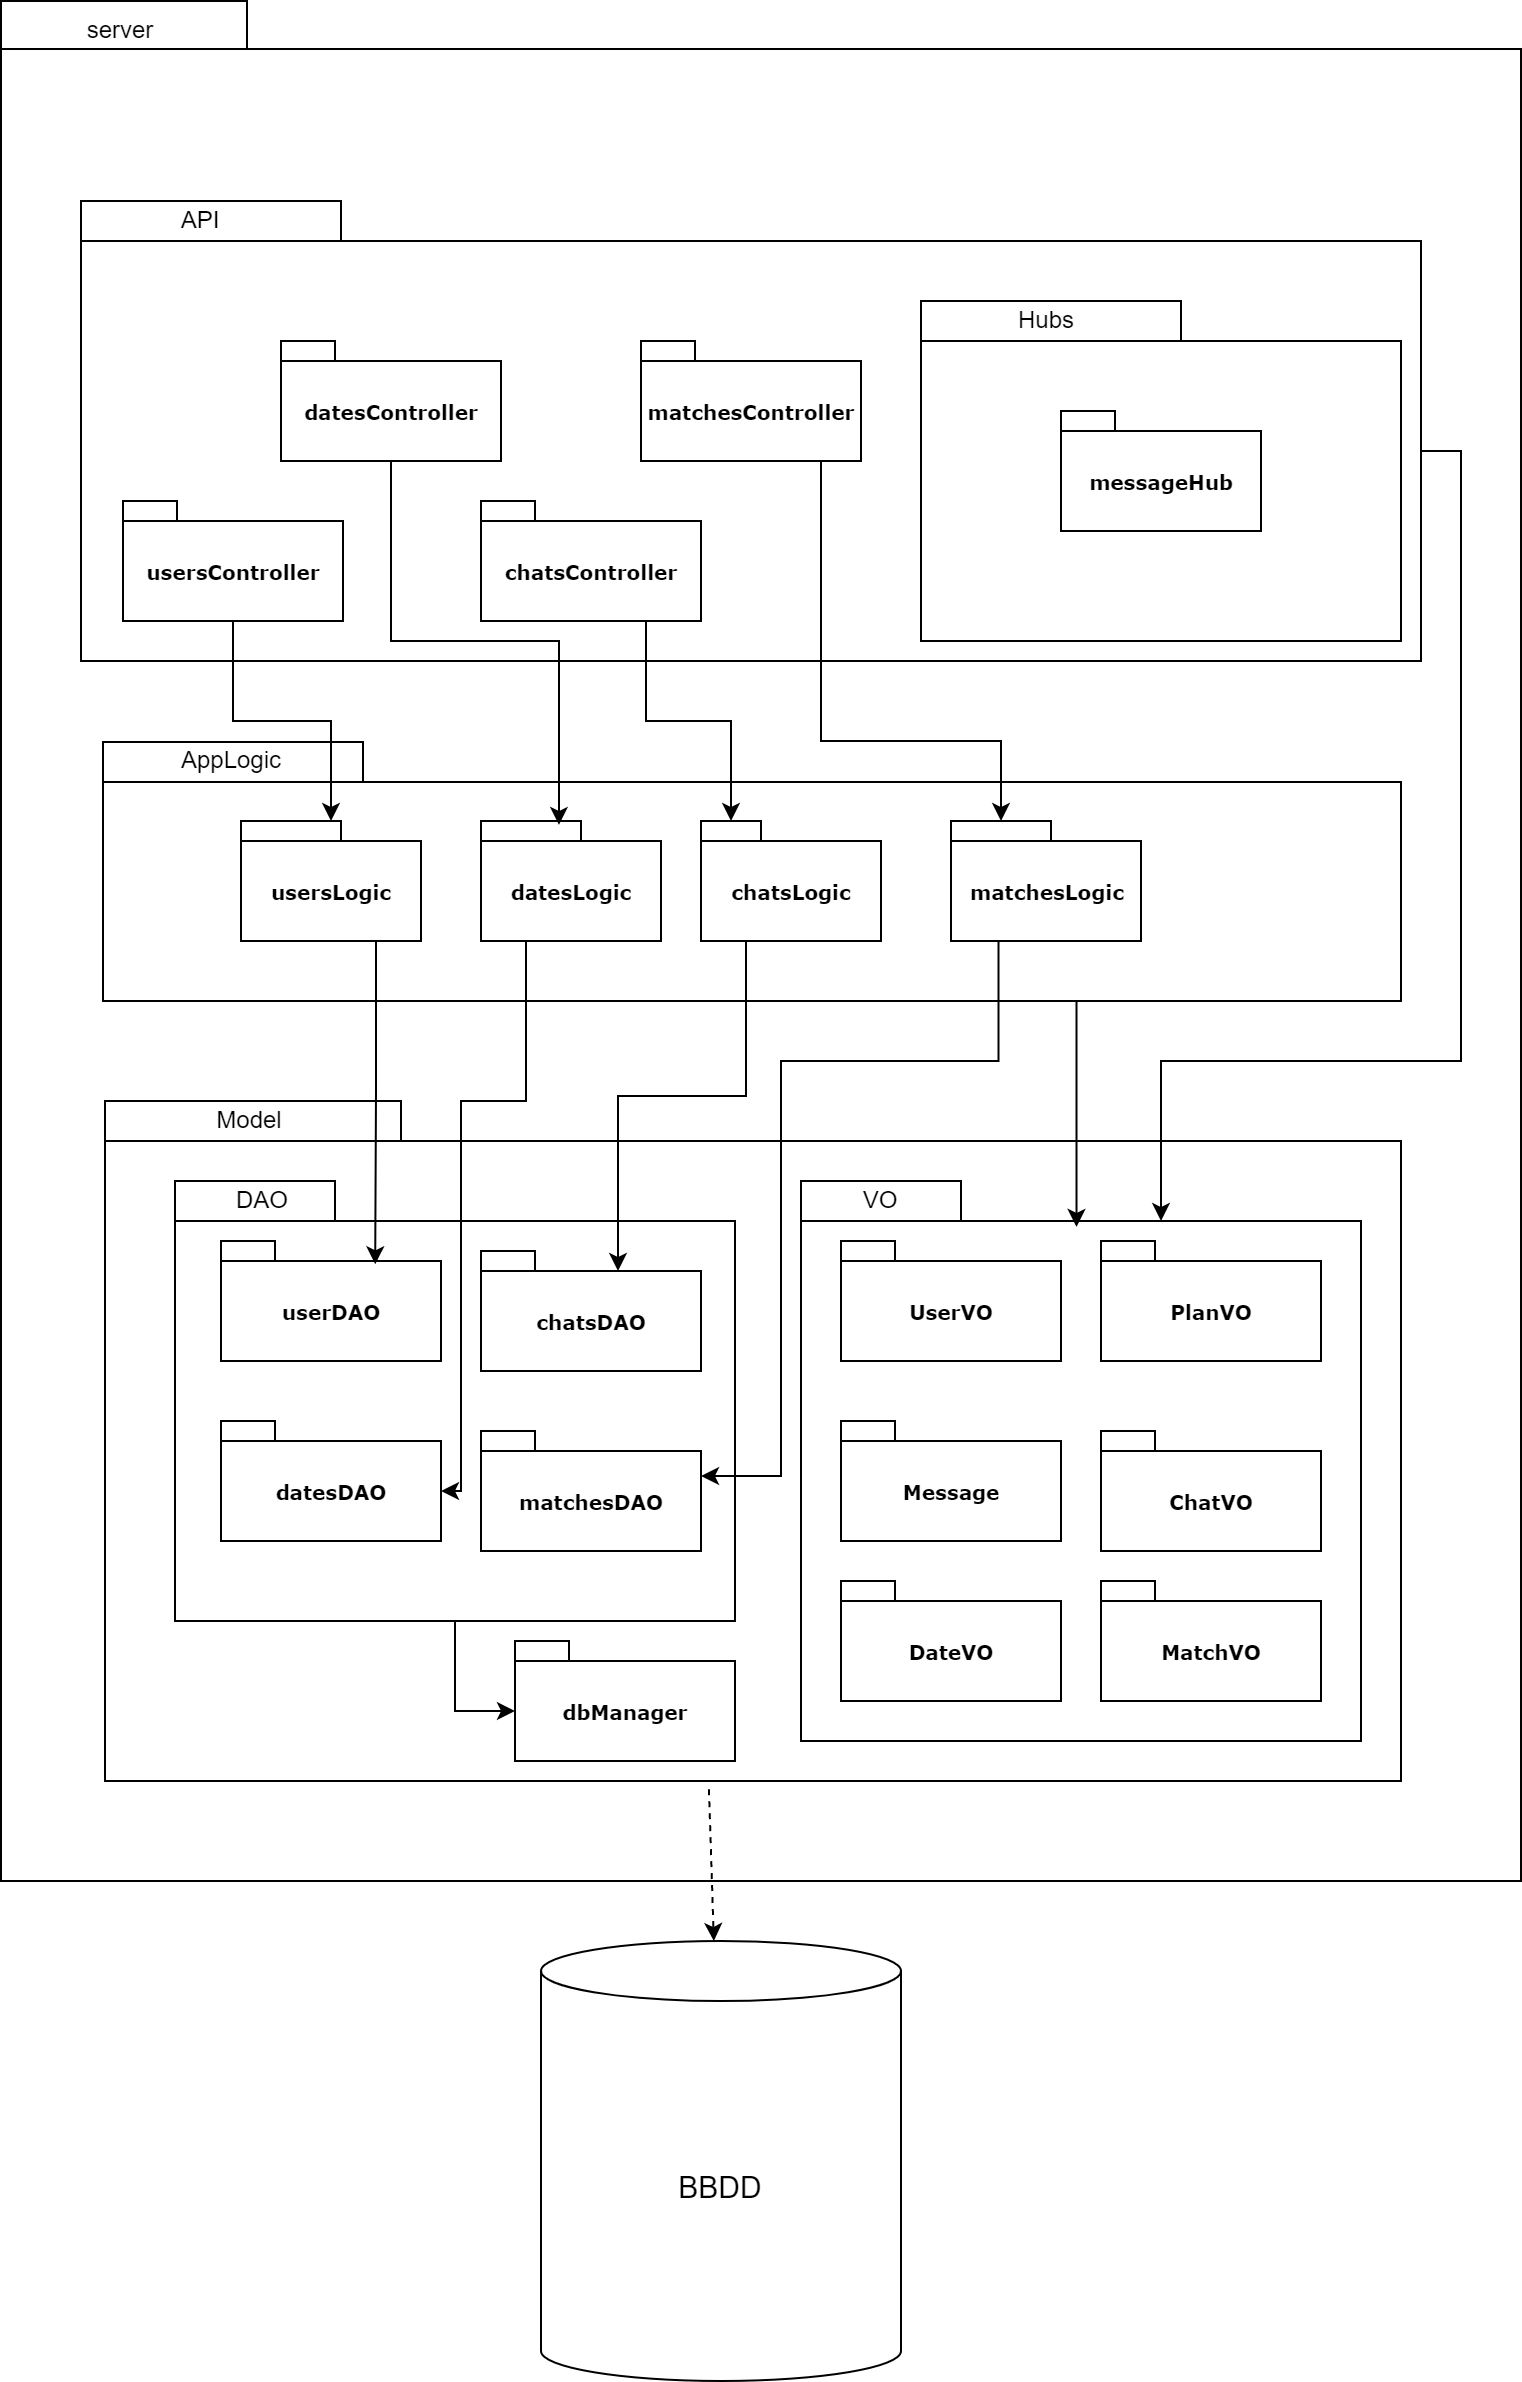 server
API
Hubs
datesController
matchesController
messageHub
usersController
chatsController
AppLogic
usersLogic
datesLogic
chatsLogic
matchesLogic
Model
DAO
VO
userDAO
chatsDAO
UserVO
PlanVO
datesDAO
matchesDAO
Message
ChatVO
DateVO
MatchVO
dbManager
BBDD